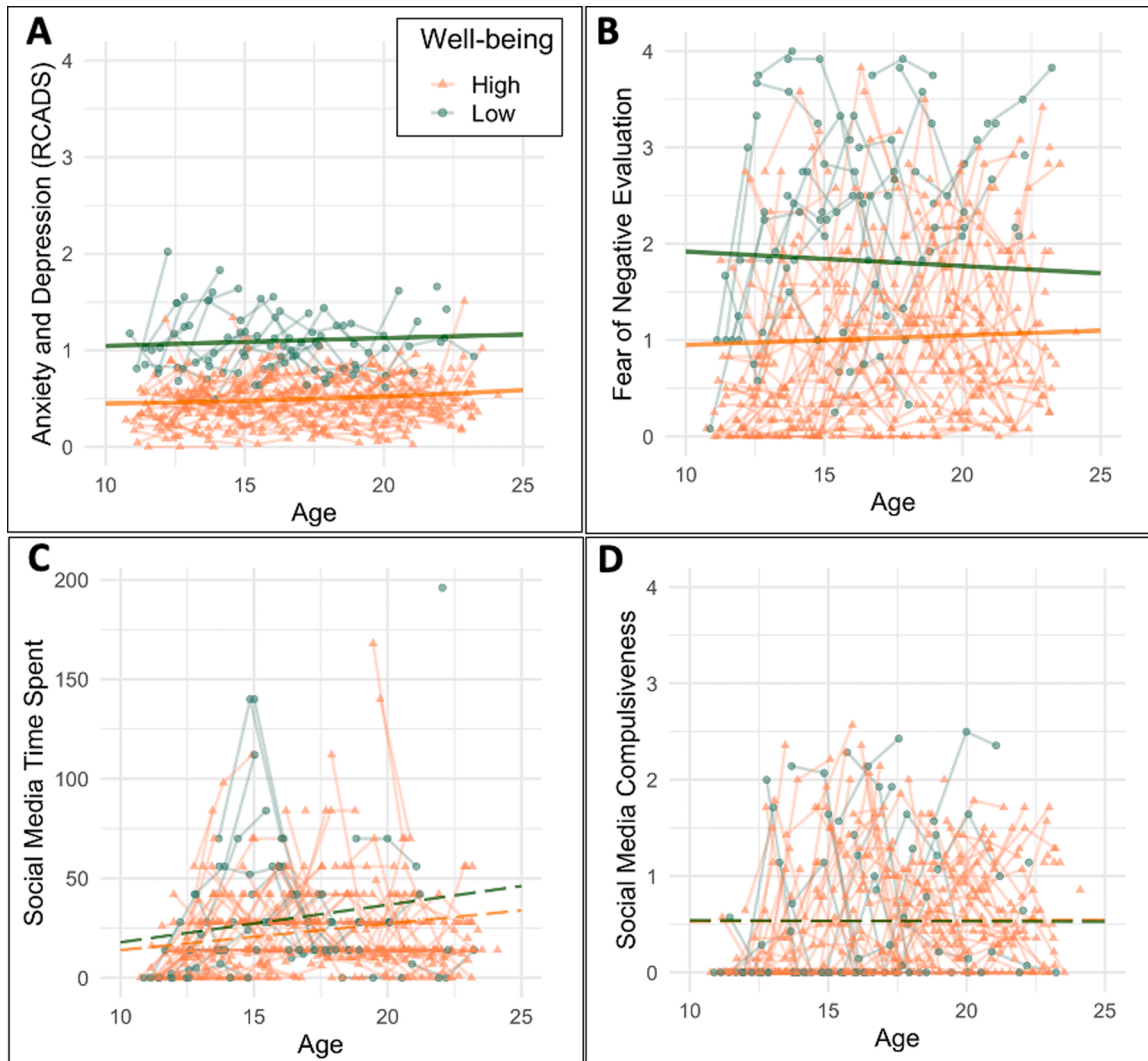 A
Well-being
High
Low
Anxiety and Depression (RCADS)
4
3
2
1
0
10 15 20 25
Age
B
Fear of Negative Evaluation
4
3
2
1
0
10 15 20 25
Age
C
Social Media Time Spent
200
150
100
50
0
10 15 20 25
Age
D
Social Media Compulsiveness
4
3
2
1
0
10 15 20 25
Age